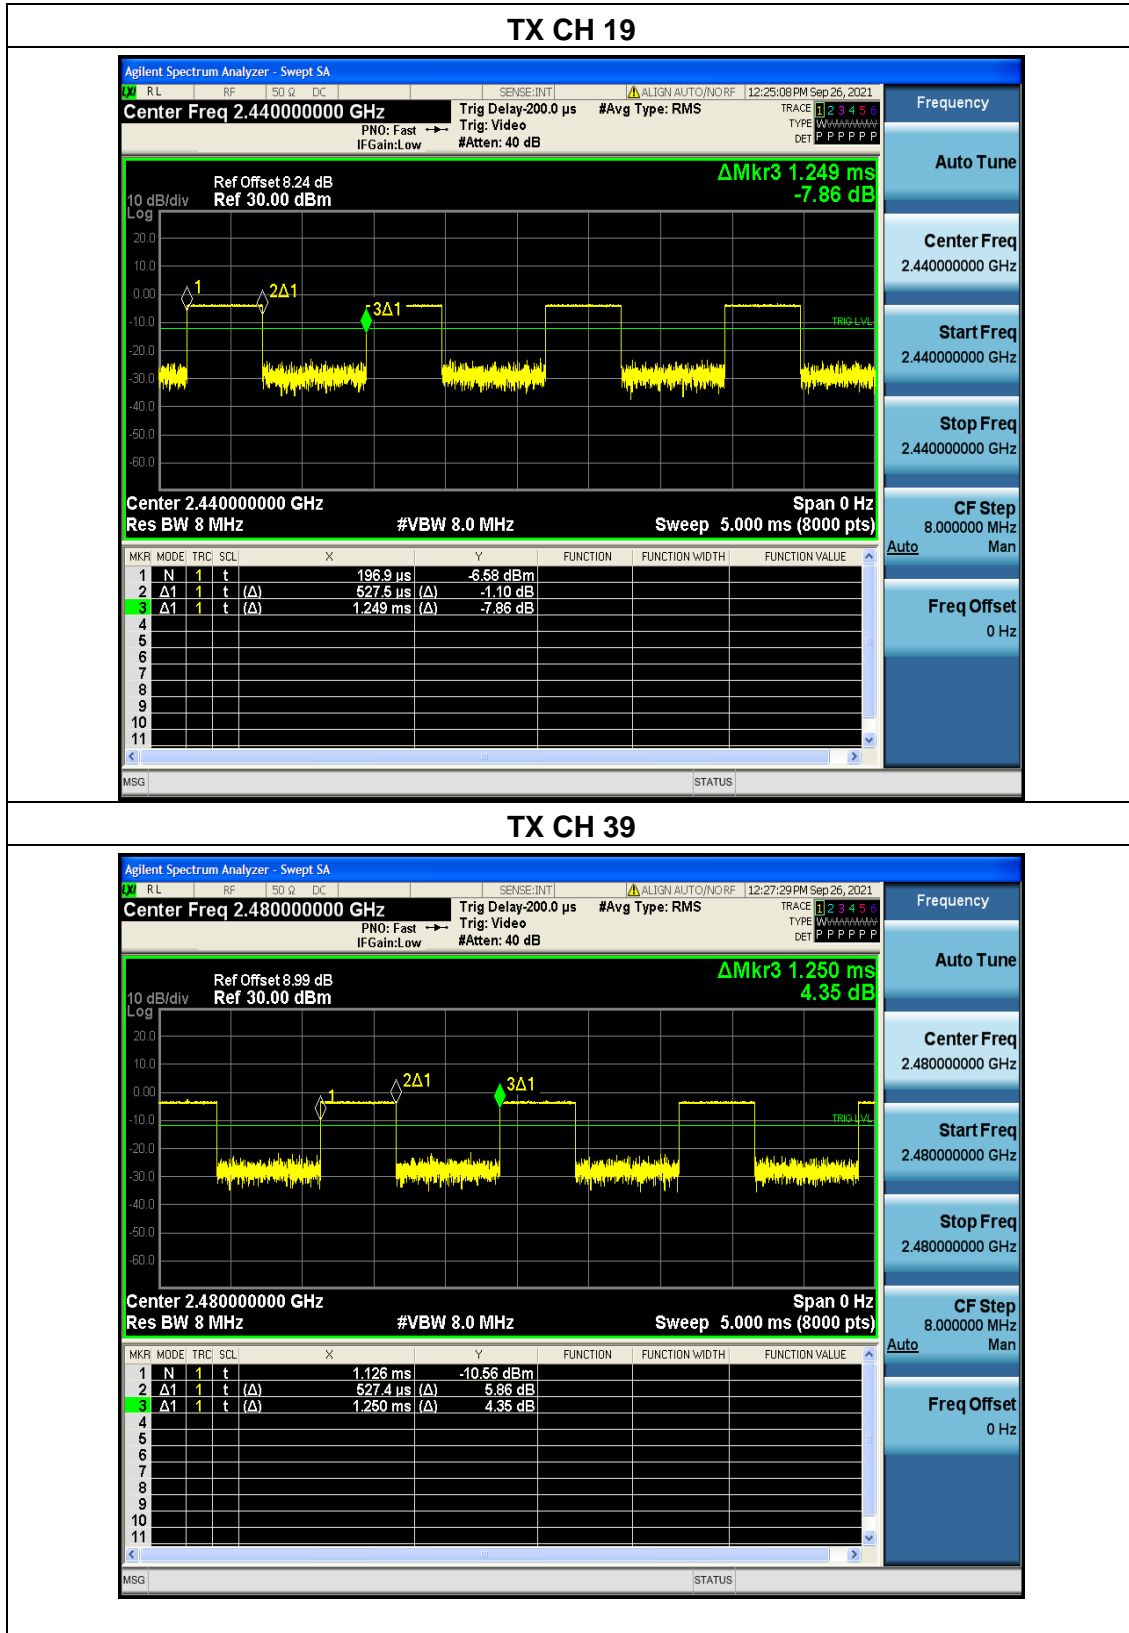 TX CH 19
Agilent Spectrum Analyzer - Swept SA
LXI RL RF 50 Ω DC SENSE:INT ALIGN AUTO/NO RF 12:25:08 PM Sep 26, 2021
Center Freq 2.440000000 GHz Trig Delay-200.0 µs #Avg Type: RMS TRACE 1 2 3 4 5 6
PNO: Fast Trig: Video TYPE
IFGain:Low #Atten: 40 dB DET P P P P P P
Frequency
Auto Tune
Center Freq
2.440000000 GHz
Start Freq
2.440000000 GHz
Stop Freq
2.440000000 GHz
CF Step
8.000000 MHz
Auto Man
Freq Offset
0 Hz
ΔMkr3 1.249 ms
Ref Offset 8.24 dB
10 dB/div Ref 30.00 dBm -7.86 dB
Log
20.0
10.0
0.00
-10.0
-20.0
-30.0
-40.0
-50.0
-60.0
1 2Δ1 3Δ1
TRIG LVL
Center 2.440000000 GHz Span 0 Hz
Res BW 8 MHz #VBW 8.0 MHz Sweep 5.000 ms (8000 pts)
MKR MODE TRC SCL X Y FUNCTION FUNCTION WIDTH FUNCTION VALUE
1 N 1 t 196.9 µs -6.58 dBm
2 Δ1 1 t (Δ) 527.5 µs (Δ) -1.10 dB
3 Δ1 1 t (Δ) 1.249 ms (Δ) -7.86 dB
4
5
6
7
8
9
10
11
MSG STATUS
TX CH 39
Agilent Spectrum Analyzer - Swept SA
LXI RL RF 50 Ω DC SENSE:INT ALIGN AUTO/NO RF 12:27:29 PM Sep 26, 2021
Center Freq 2.480000000 GHz Trig Delay-200.0 µs #Avg Type: RMS TRACE 1 2 3 4 5 6
PNO: Fast Trig: Video TYPE
IFGain:Low #Atten: 40 dB DET P P P P P P
Frequency
Auto Tune
Center Freq
2.480000000 GHz
Start Freq
2.480000000 GHz
Stop Freq
2.480000000 GHz
CF Step
8.000000 MHz
Auto Man
Freq Offset
0 Hz
ΔMkr3 1.250 ms
Ref Offset 8.99 dB
10 dB/div Ref 30.00 dBm 4.35 dB
Log
20.0
10.0
0.00
-10.0
-20.0
-30.0
-40.0
-50.0
-60.0
1 2Δ1 3Δ1
TRIG LVL
Center 2.480000000 GHz Span 0 Hz
Res BW 8 MHz #VBW 8.0 MHz Sweep 5.000 ms (8000 pts)
MKR MODE TRC SCL X Y FUNCTION FUNCTION WIDTH FUNCTION VALUE
1 N 1 t 1.126 ms -10.56 dBm
2 Δ1 1 t (Δ) 527.4 µs (Δ) 5.86 dB
3 Δ1 1 t (Δ) 1.250 ms (Δ) 4.35 dB
4
5
6
7
8
9
10
11
MSG STATUS